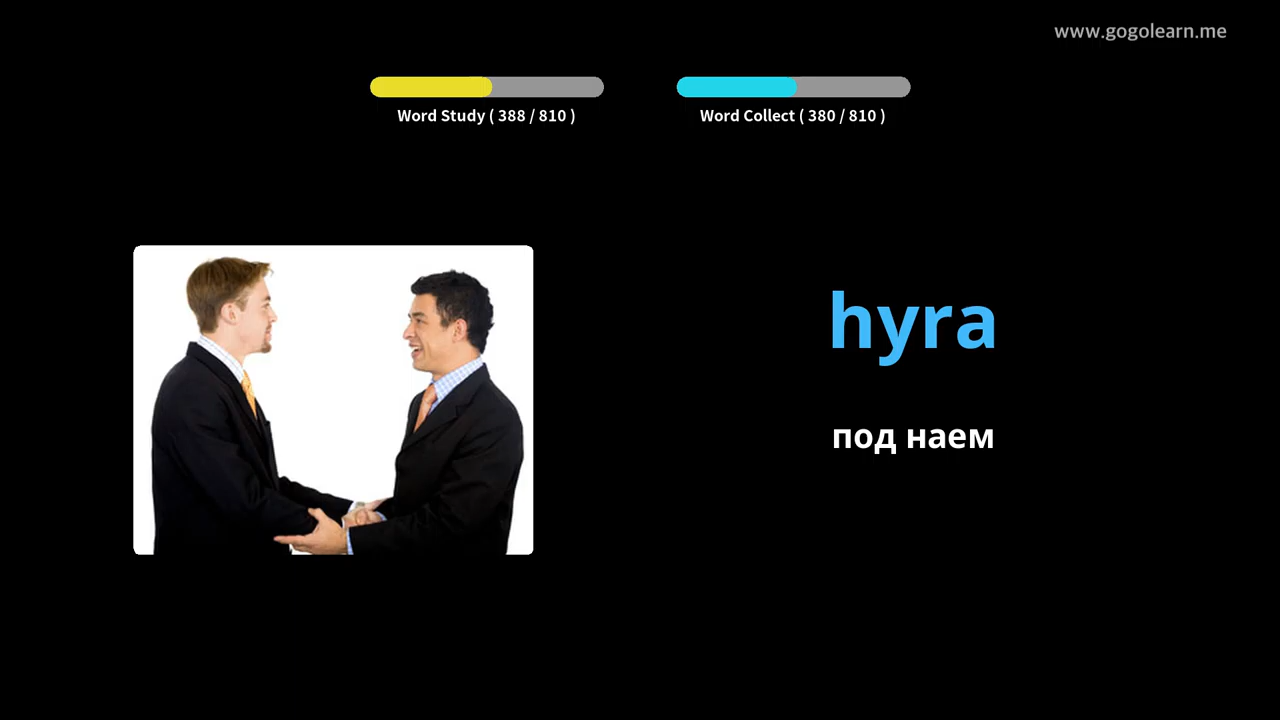 www.gogolearn.me
Word Study ( 388 / 810 )
Word Collect ( 380 / 810 )
hyra
под наем